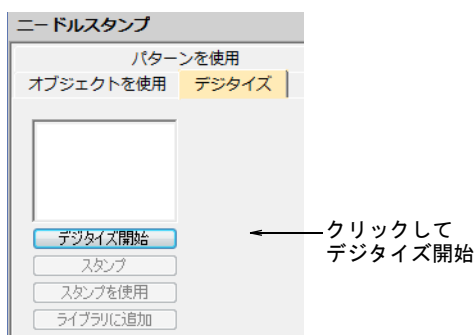 ニードルスタンプ
パターンを使用
オブジェクトを使用 デジタイズ
デジタイズ開始
スタンプ
スタンプを使用
ライブラリに追加
クリックして
デジタイズ開始